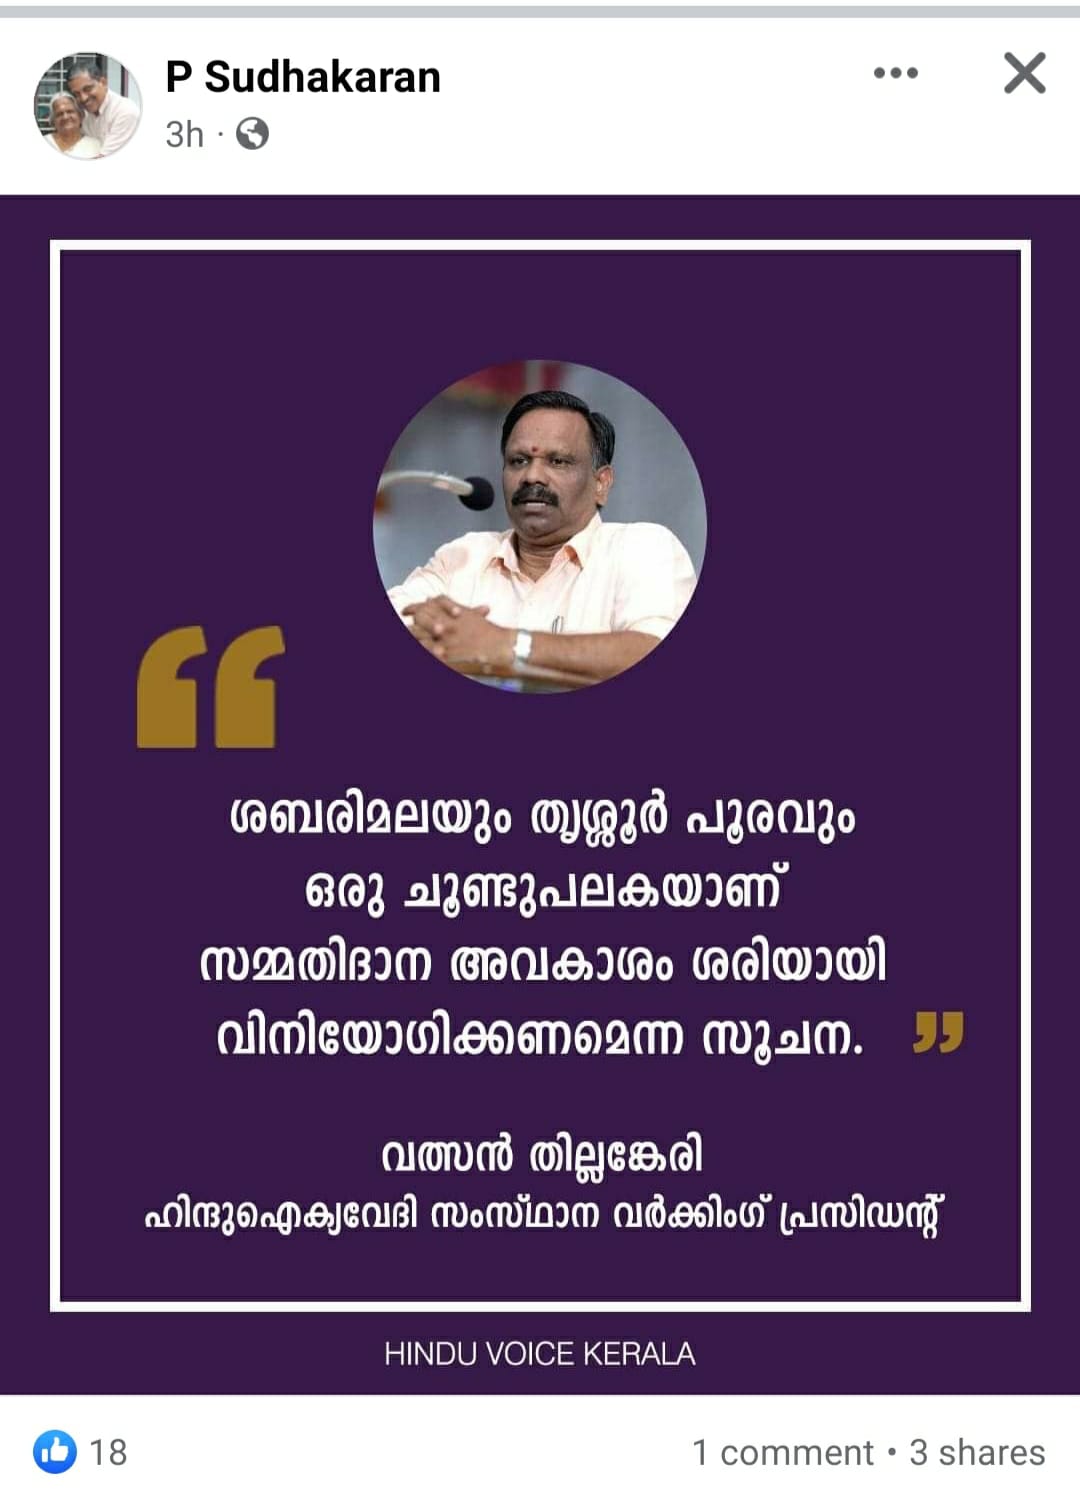 P Sudhakaran
3h ·
ശബരിമലയും തൃശ്ശൂർ പൂരവും
ഒരു ചൂണ്ടുപലകയാണ്
സമ്മതിദാന അവകാശം ശരിയായി
വിനിയോഗിക്കണമെന്ന സൂചന.
വത്സൻ തില്ലങ്കേരി
ഹിന്ദുഐക്യവേദി സംസ്ഥാന വർക്കിംഗ് പ്രസിഡന്റ്
HINDU VOICE KERALA
18
1 comment • 3 shares